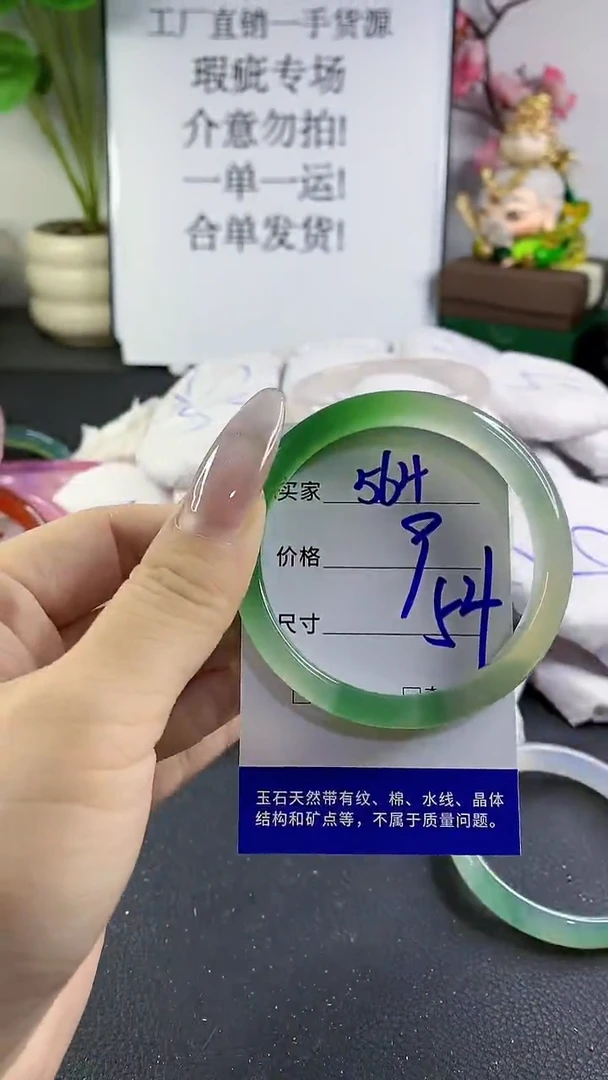 工厂直销一手货源
瑕疵专场
介意勿拍!
一单一运!
合单发货!
买家 564
价格
尺寸 54
玉石天然带有纹、棉、水线、晶体
结构和矿点等，不属于质量问题。